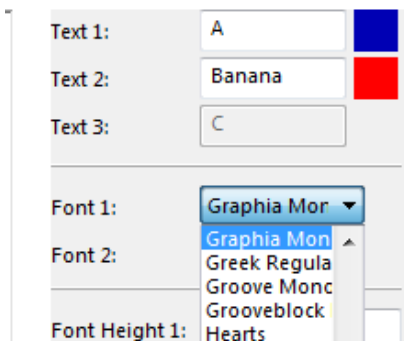 Text 1: A
Text 2: Banana
Text 3: C
Font 1: Graphia Mor
Graphia Mon
Font 2:
Greek Regula
Groove Monc
Grooveblock
Font Height 1:
Hearts